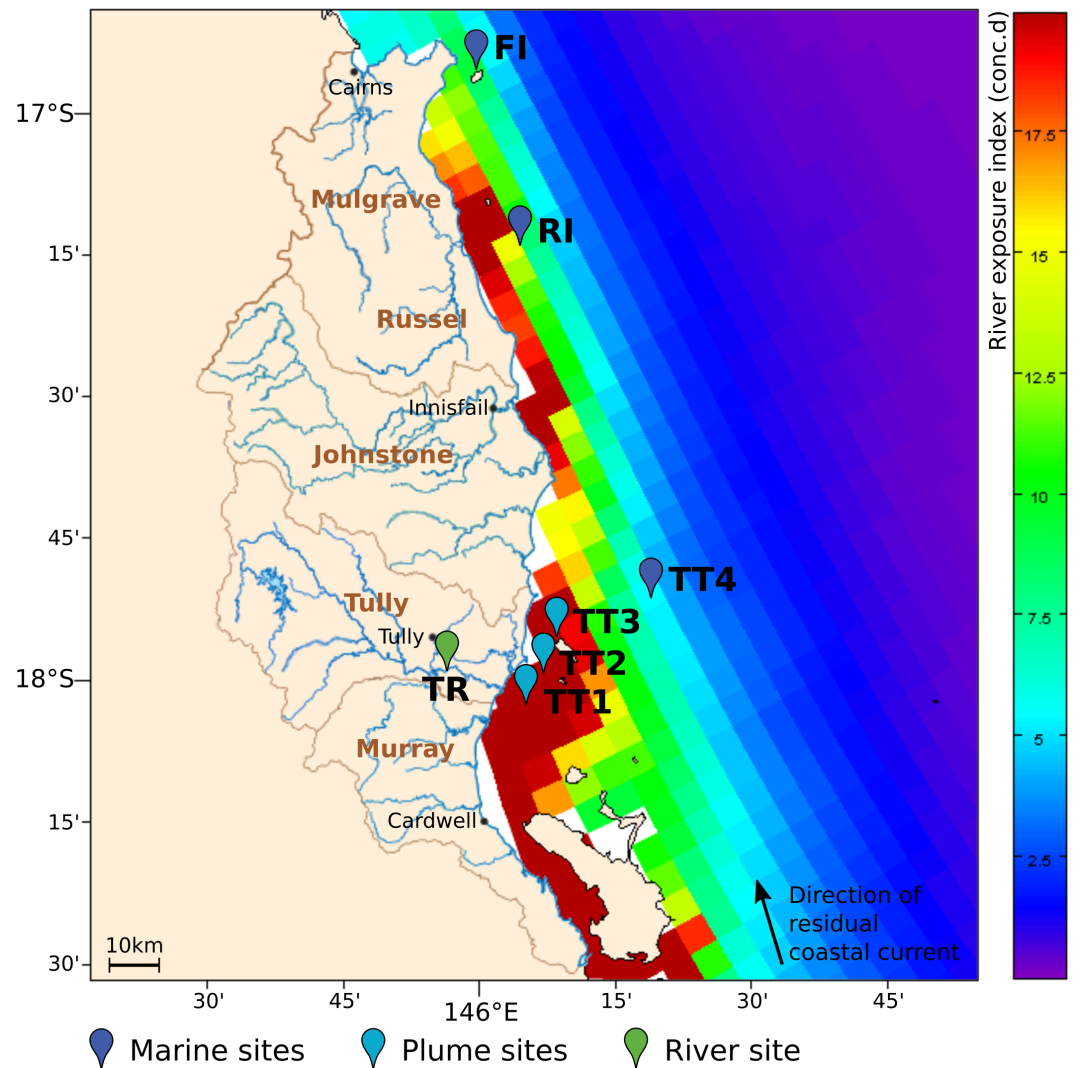 FI
Cairns
17°S
Mulgrave
RI
15'
Russel
30'
Innisfail
Johnstone
45'
TT4
Tully
TT3
Tully
TT2
18°S
TR
TT1
Murray
15'
Cardwell
Direction of
residual
coastal current
10km
30'
30'
45'
146°E
15'
30'
45'
River exposure index (conc.d)
17.5
15
12.5
10
7.5
5
2.5
Marine sites
Plume sites
River site